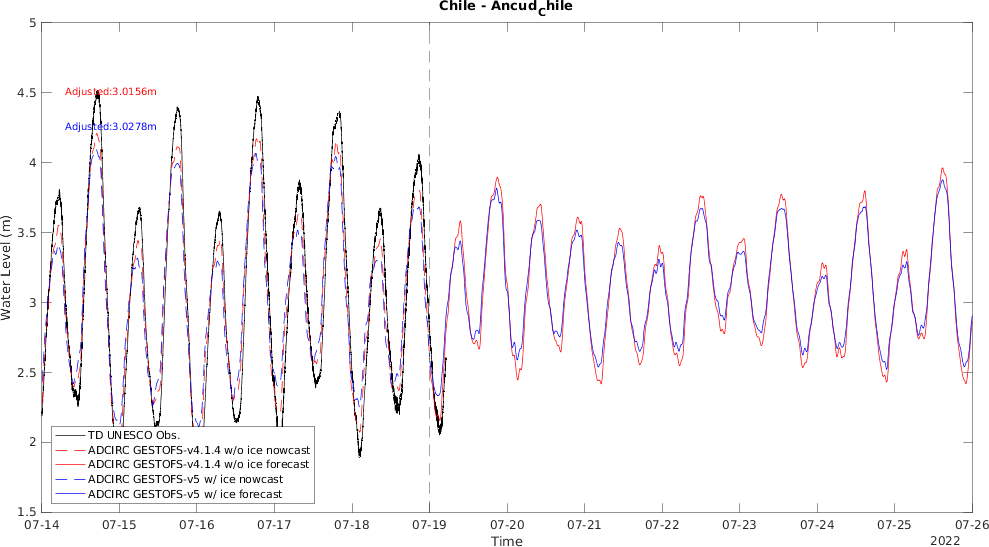 Chile - AncudChile
5
4.5
4
3.5
3
2.5
2
1.5
Water Level (m)
Adjusted:3.0156m
Adjusted:3.0278m
TD UNESCO Obs.
ADCIRC GESTOFS-v4.1.4 w/o ice nowcast
ADCIRC GESTOFS-v4.1.4 w/o ice forecast
ADCIRC GESTOFS-v5 w/ ice nowcast
ADCIRC GESTOFS-v5 w/ ice forecast
07-14 07-15 07-16 07-17 07-18 07-19 07-20 07-21 07-22 07-23 07-24 07-25 07-26
Time
2022